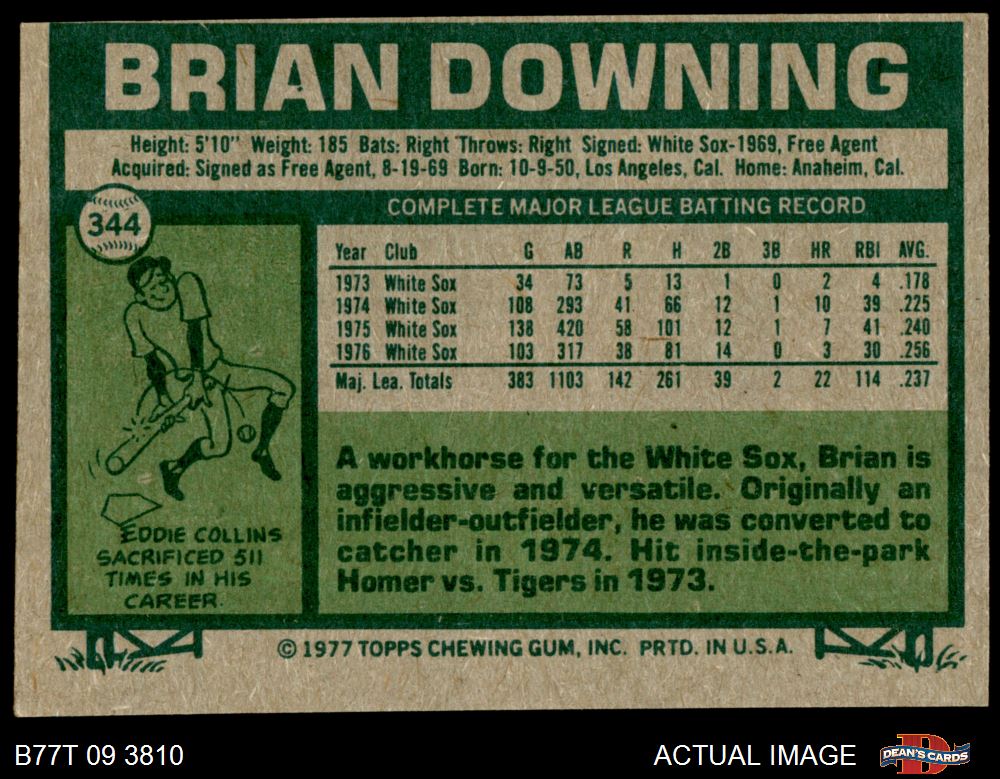 BRIAN DOWNING
Height: 5'10" Weight: 185 Bats: Right Throws: Right Signed: White Sox-1969, Free Agent
Acquired: Signed as Free Agent, 8-19-69 Born: 10-9-50, Los Angeles, Cal. Home: Anaheim, Cal.
344
COMPLETE MAJOR LEAGUE BATTING RECORD
Year Club G AB R H 2B 3B HR RBI AVG.
1973 White Sox 34 73 5 13 1 0 2 4 .178
1974 White Sox 108 293 41 66 12 1 10 39 .225
1975 White Sox 138 420 58 101 12 1 7 41 .240
1976 White Sox 103 317 38 81 14 0 3 30 .256
Maj. Lea. Totals 383 1103 142 261 39 2 22 114 .237
EDDIE COLLINS
SACRIFICED 511
TIMES IN HIS
CAREER.
A workhorse for the White Sox, Brian is
aggressive and versatile. Originally an
infielder-outfielder, he was converted to
catcher in 1974. Hit inside-the-park
Homer vs. Tigers in 1973.
© 1977 TOPPS CHEWING GUM, INC. PRTD. IN U.S.A.
B77T 09 3810
ACTUAL IMAGE
DEAN'S CARDS